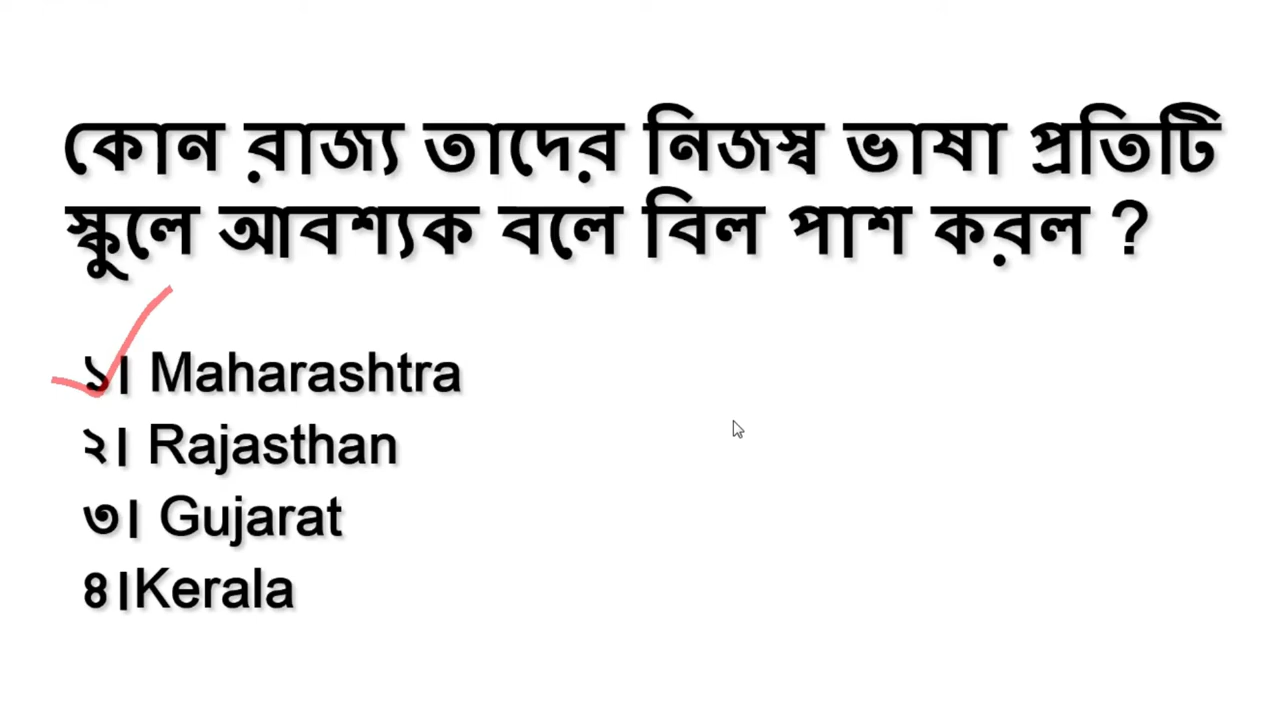 কোন রাজ্য তাদের নিজস্ব ভাষা প্রতিটি
স্কুলে আবশ্যক বলে বিল পাশ করল ?
১। Maharashtra
২। Rajasthan
৩। Gujarat
৪।Kerala